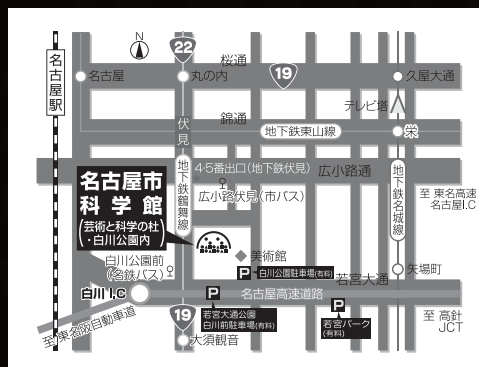 N
22
桜通
名古屋駅
名古屋
丸の内
19
久屋大通
テレビ塔
伏見
錦通
地下鉄東山線
栄
4・5番出口(地下鉄伏見)
広小路通
名古屋市
科学館
(芸術と科学の杜
・白川公園内)
地下鉄鶴舞線
広小路伏見(市バス)
地下鉄名城線
至 東名高速
名古屋I.C
美術館
白川公園前
(名鉄バス)
P
白川公園駐車場(有料)
若宮大通
矢場町
白川 I.C
名古屋高速道路
P
若宮大通公園
白川前駐車場(有料)
P
若宮パーク
(有料)
至 高針
JCT
至 東名阪自動車道
19
大須観音